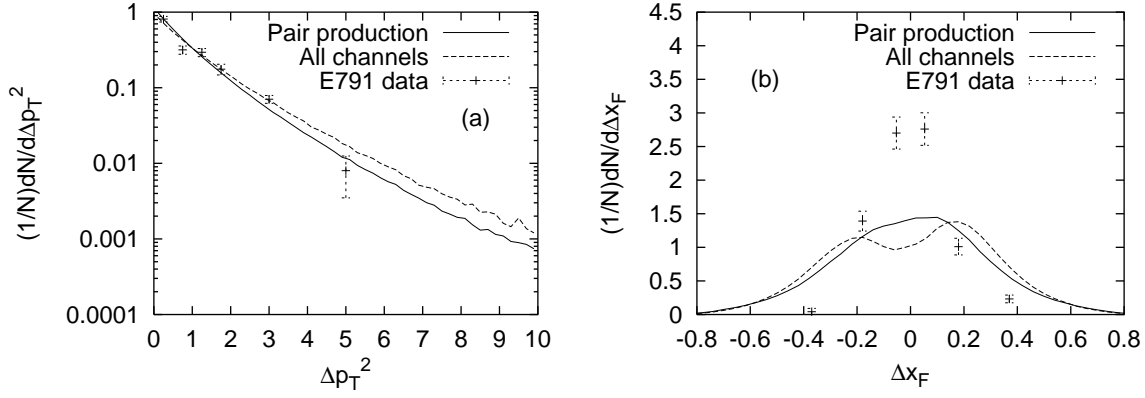 (1/N)dN/dΔp_T^2
1
0.1
0.01
0.001
0.0001
0 1 2 3 4 5 6 7 8 9 10
Δp_T^2
Pair production
All channels
E791 data
(a)
(1/N)dN/dΔx_F
4.5
4
3.5
3
2.5
2
1.5
1
0.5
0
-0.8 -0.6 -0.4 -0.2 0 0.2 0.4 0.6 0.8
Δx_F
Pair production
All channels
E791 data
(b)